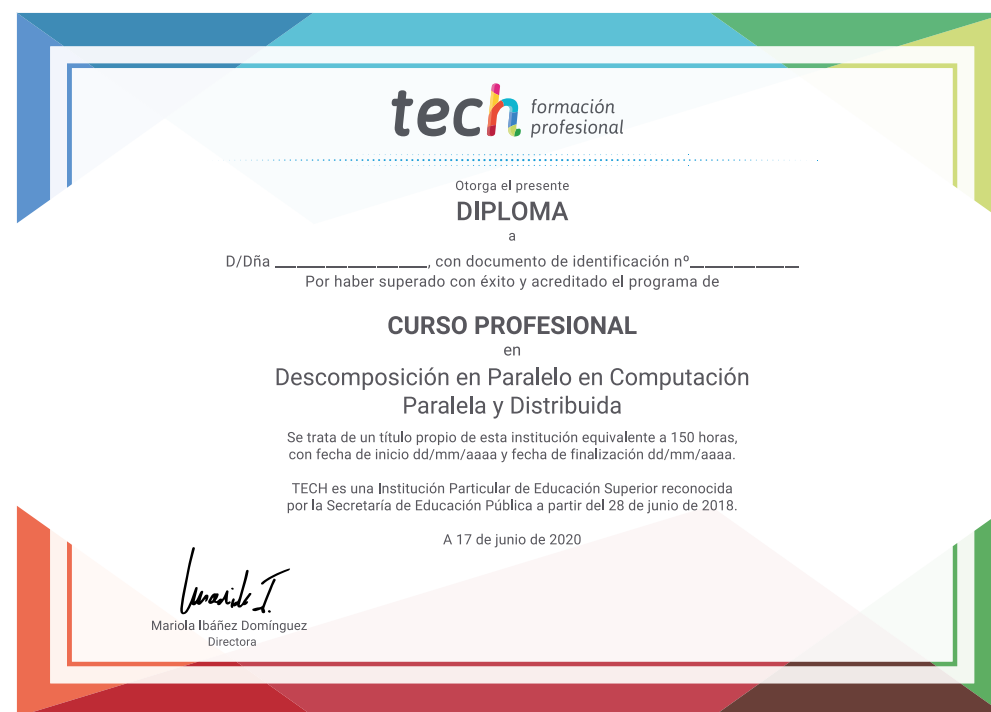 tech formación
profesional
Otorga el presente
DIPLOMA
a
D/Dña ____________________, con documento de identificación nº______________
Por haber superado con éxito y acreditado el programa de
CURSO PROFESIONAL
en
Descomposición en Paralelo en Computación
Paralela y Distribuida
Se trata de un título propio de esta institución equivalente a 150 horas,
con fecha de inicio dd/mm/aaaa y fecha de finalización dd/mm/aaaa.
TECH es una Institución Particular de Educación Superior reconocida
por la Secretaría de Educación Pública a partir del 28 de junio de 2018.
A 17 de junio de 2020
Mariola Ibáñez Domínguez
Directora